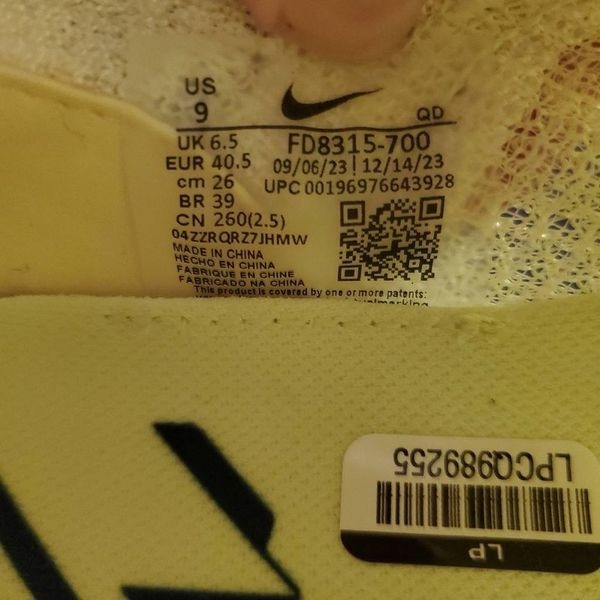 US
9
QD
UK 6.5 FD8315-700
EUR 40.5 09/06/23 | 12/14/23
cm 26 UPC 00196976643928
BR 39
CN 260(2.5)
04ZZRQRZ7JHMW
MADE IN CHINA
HECHO EN CHINA
FABRIQUE EN CHINE
FABRICADO NA CHINA
This product is covered by one or more patents:
LPCQ989255
LP